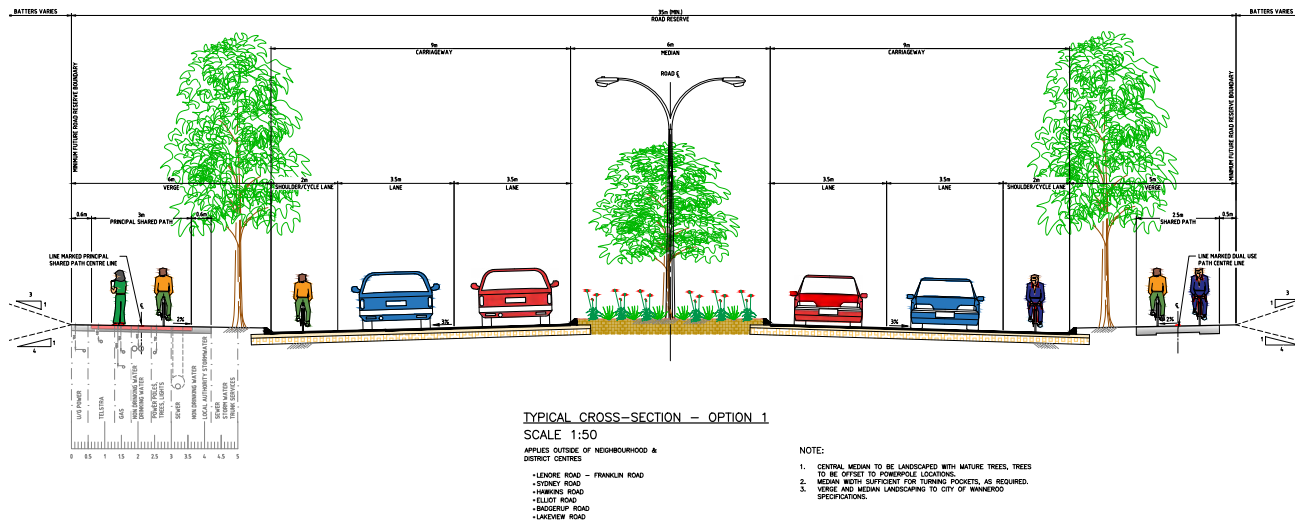 BATTERS VARIES
35m (MIN.)
ROAD RESERVE
BATTERS VARIES
9m
CARRIAGEWAY
6m
MEDIAN
9m
CARRIAGEWAY
ROAD ℄
MINIMUM FUTURE ROAD RESERVE BOUNDARY
MINIMUM FUTURE ROAD RESERVE BOUNDARY
6m
VERGE
2m
SHOULDER/CYCLE LANE
3.5m
LANE
3.5m
LANE
3.5m
LANE
3.5m
LANE
2m
SHOULDER/CYCLE LANE
5m
VERGE
0.6m
3m
PRINCIPAL SHARED PATH
0.6m
2.5m
SHARED PATH
0.5m
LINE MARKED PRINCIPAL
SHARED PATH CENTRE LINE
LINE MARKED DUAL USE
PATH CENTRE LINE
3
1
4
1
℄
2%
3%
3%
℄
2%
1
3
1
4
U/G POWER
TELSTRA
GAS
NON DRINKING WATER
DRINKING WATER
POWER POLES,
TREES, LIGHTS
SEWER
NON DRINKING WATER
LOCAL AUTHORITY STORMWATER
SEWER
STORM WATER
TRUNK SERVICES
0 0.5 1 1.5 2 2.5 3 3.5 4 4.5 5
TYPICAL CROSS-SECTION - OPTION 1
SCALE 1:50
APPLIES OUTSIDE OF NEIGHBOURHOOD &
DISTRICT CENTRES
•LENORE ROAD - FRANKLIN ROAD
•SYDNEY ROAD
•HAWKINS ROAD
•ELLIOT ROAD
•BADGERUP ROAD
•LAKEVIEW ROAD
NOTE:
1. CENTRAL MEDIAN TO BE LANDSCAPED WITH MATURE TREES, TREES
TO BE OFFSET TO POWERPOLE LOCATIONS.
2. MEDIAN WIDTH SUFFICIENT FOR TURNING POCKETS, AS REQUIRED.
3. VERGE AND MEDIAN LANDSCAPING TO CITY OF WANNEROO
SPECIFICATIONS.